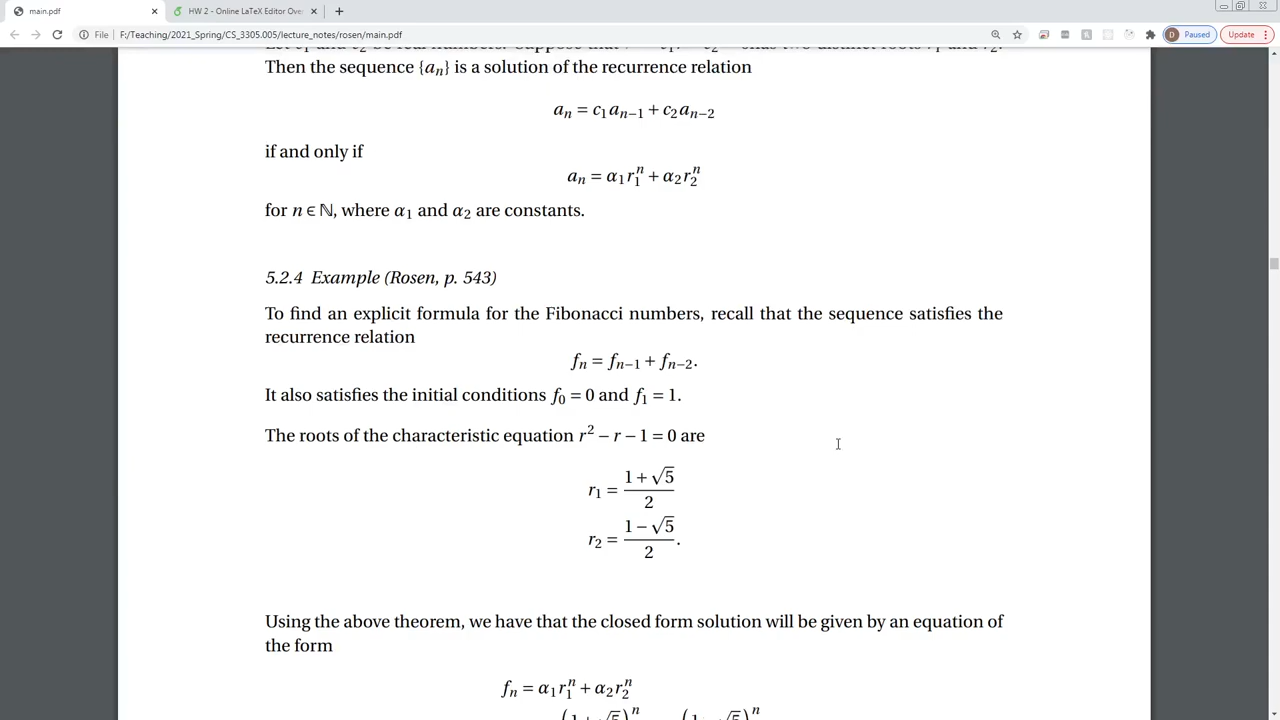 main.pdf
HW 2 - Online LaTeX Editor Over
File F:/Teaching/2021_Spring/CS_3305.005/lecture_notes/rosen/main.pdf
Paused
Update
Then the sequence {aₙ} is a solution of the recurrence relation
aₙ = c₁aₙ₋₁ + c₂aₙ₋₂
if and only if
aₙ = α₁r₁ⁿ + α₂r₂ⁿ
for n ∈ ℕ, where α₁ and α₂ are constants.
5.2.4 Example (Rosen, p. 543)
To find an explicit formula for the Fibonacci numbers, recall that the sequence satisfies the
recurrence relation
fₙ = fₙ₋₁ + fₙ₋₂.
It also satisfies the initial conditions f₀ = 0 and f₁ = 1.
The roots of the characteristic equation r² − r − 1 = 0 are
r₁ = (1 + √5)/2
r₂ = (1 − √5)/2.
Using the above theorem, we have that the closed form solution will be given by an equation of
the form
fₙ = α₁r₁ⁿ + α₂r₂ⁿ